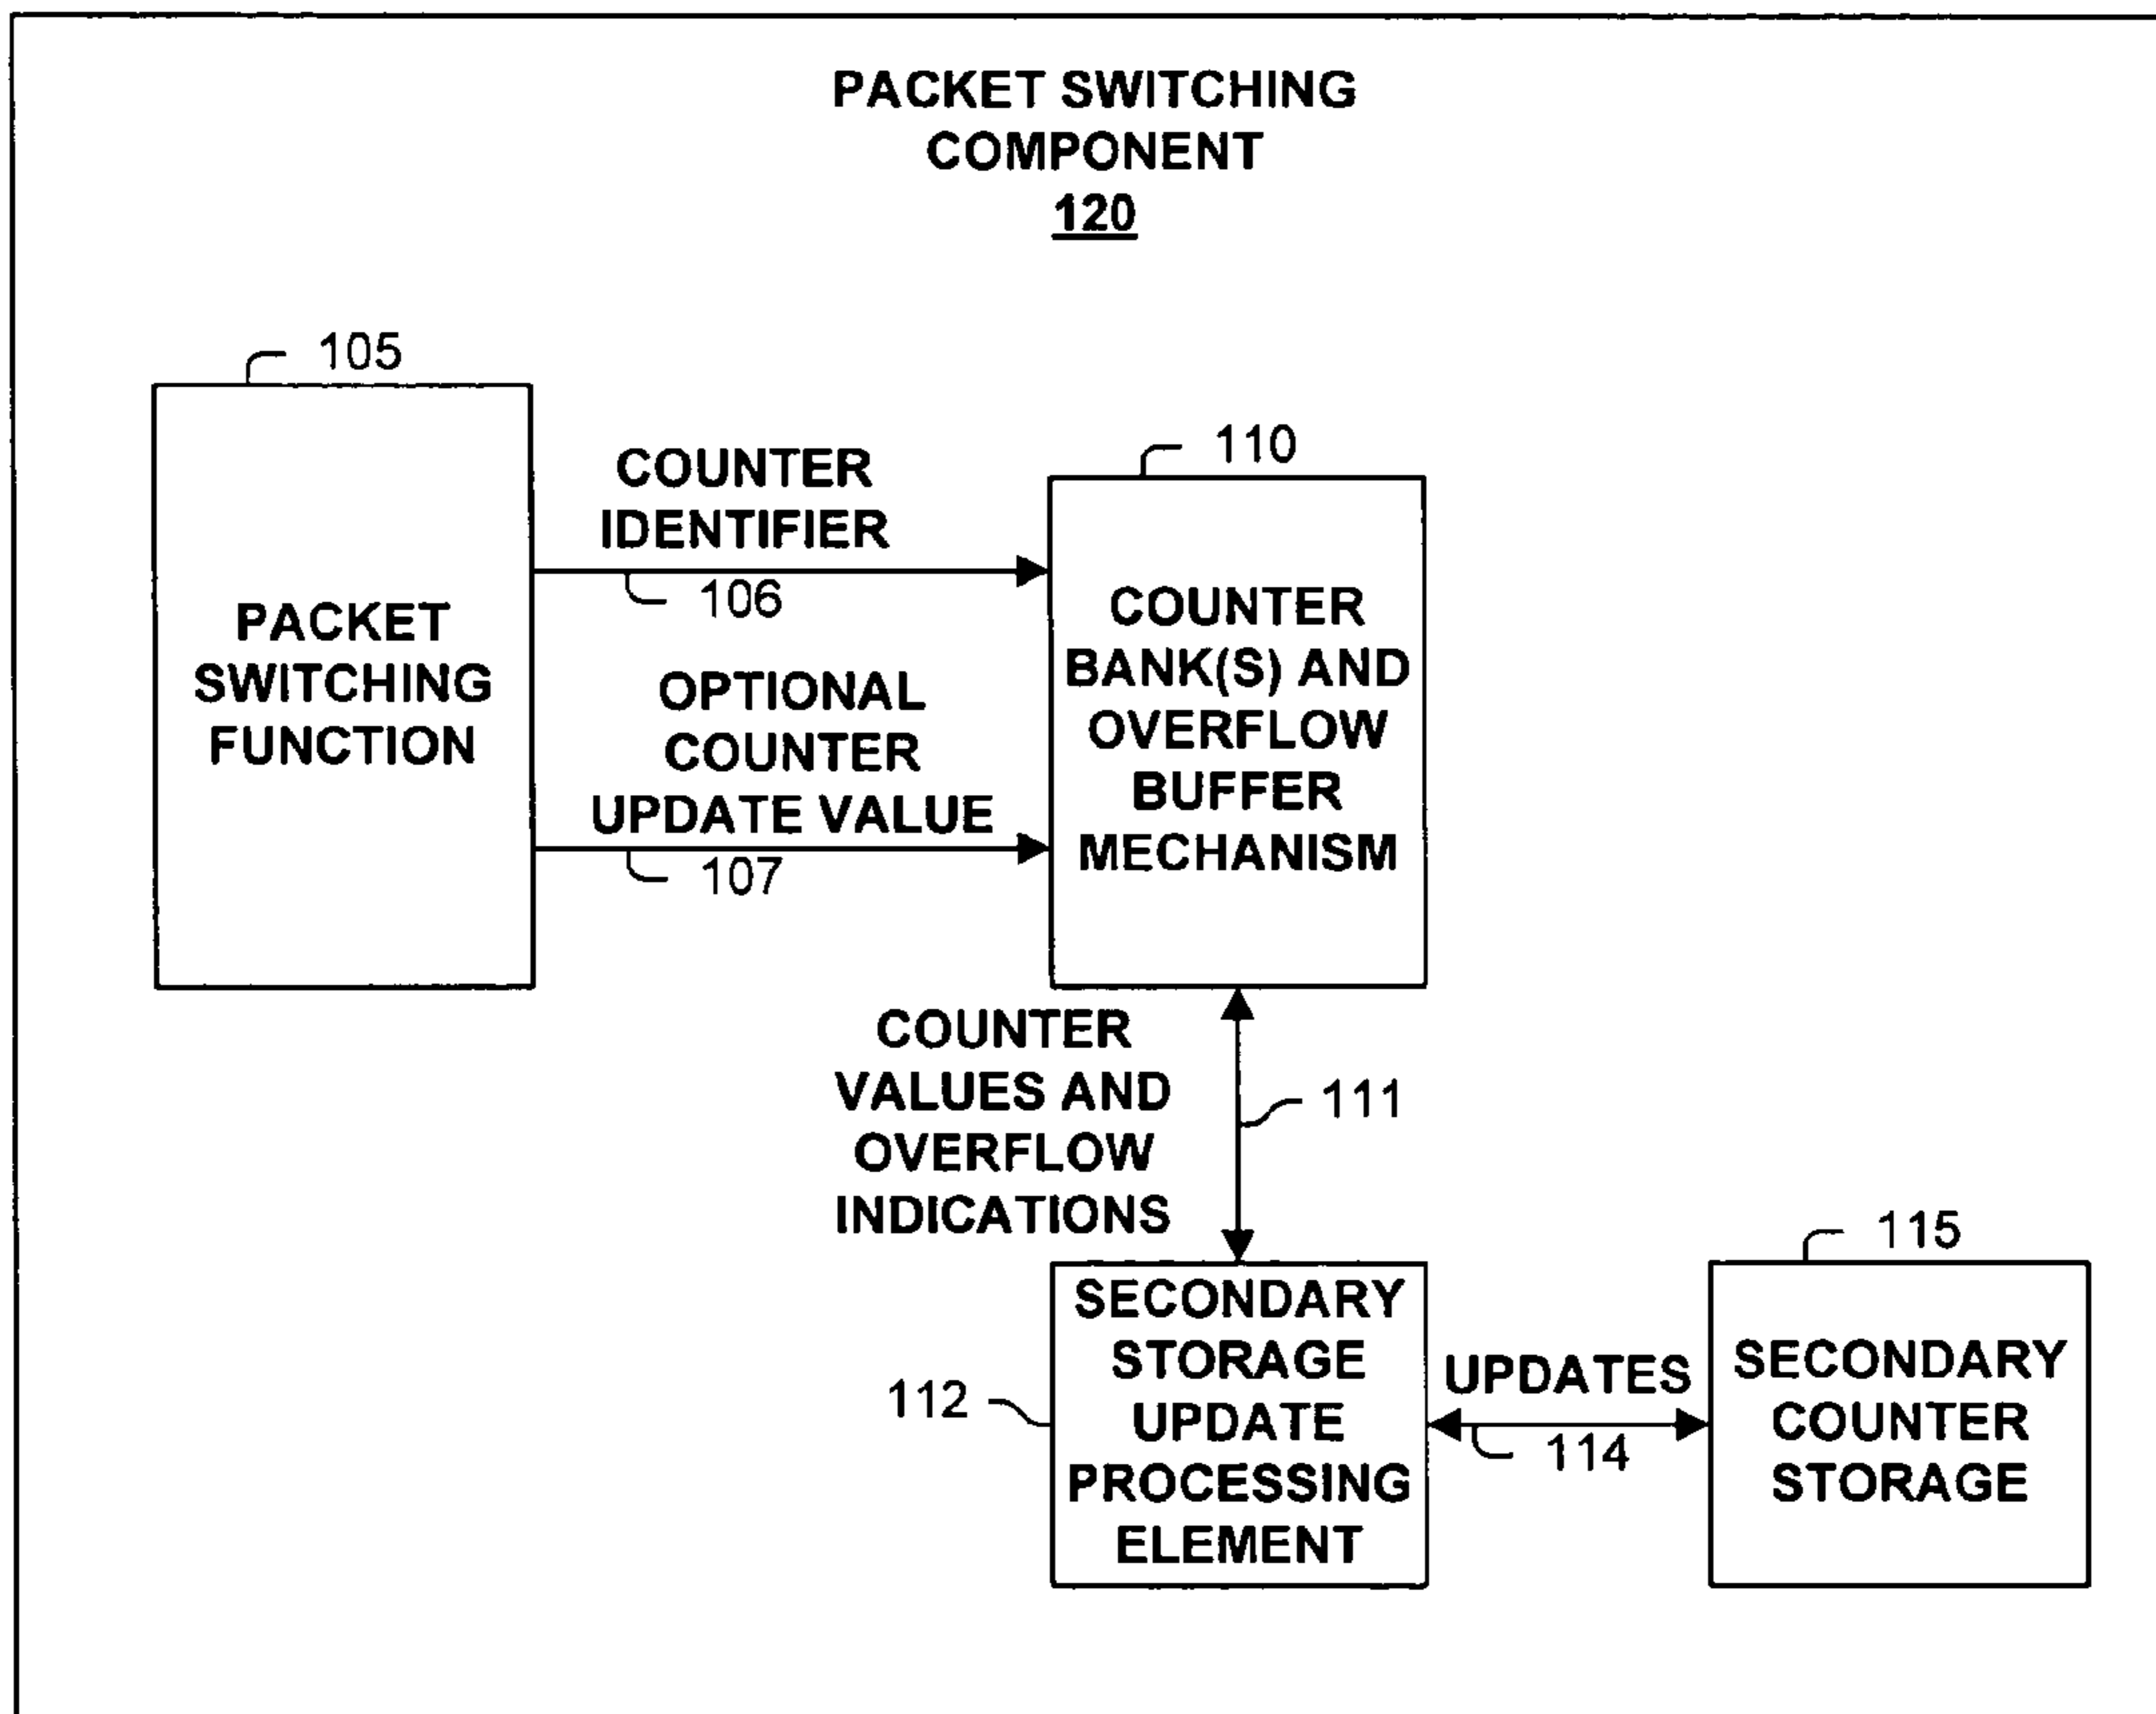 PACKET SWITCHING
COMPONENT
120
105
PACKET
SWITCHING
FUNCTION
COUNTER
IDENTIFIER
106
OPTIONAL
COUNTER
UPDATE VALUE
107
110
COUNTER
BANK(S) AND
OVERFLOW
BUFFER
MECHANISM
COUNTER
VALUES AND
OVERFLOW
INDICATIONS
111
112
SECONDARY
STORAGE
UPDATE
PROCESSING
ELEMENT
UPDATES
114
115
SECONDARY
COUNTER
STORAGE